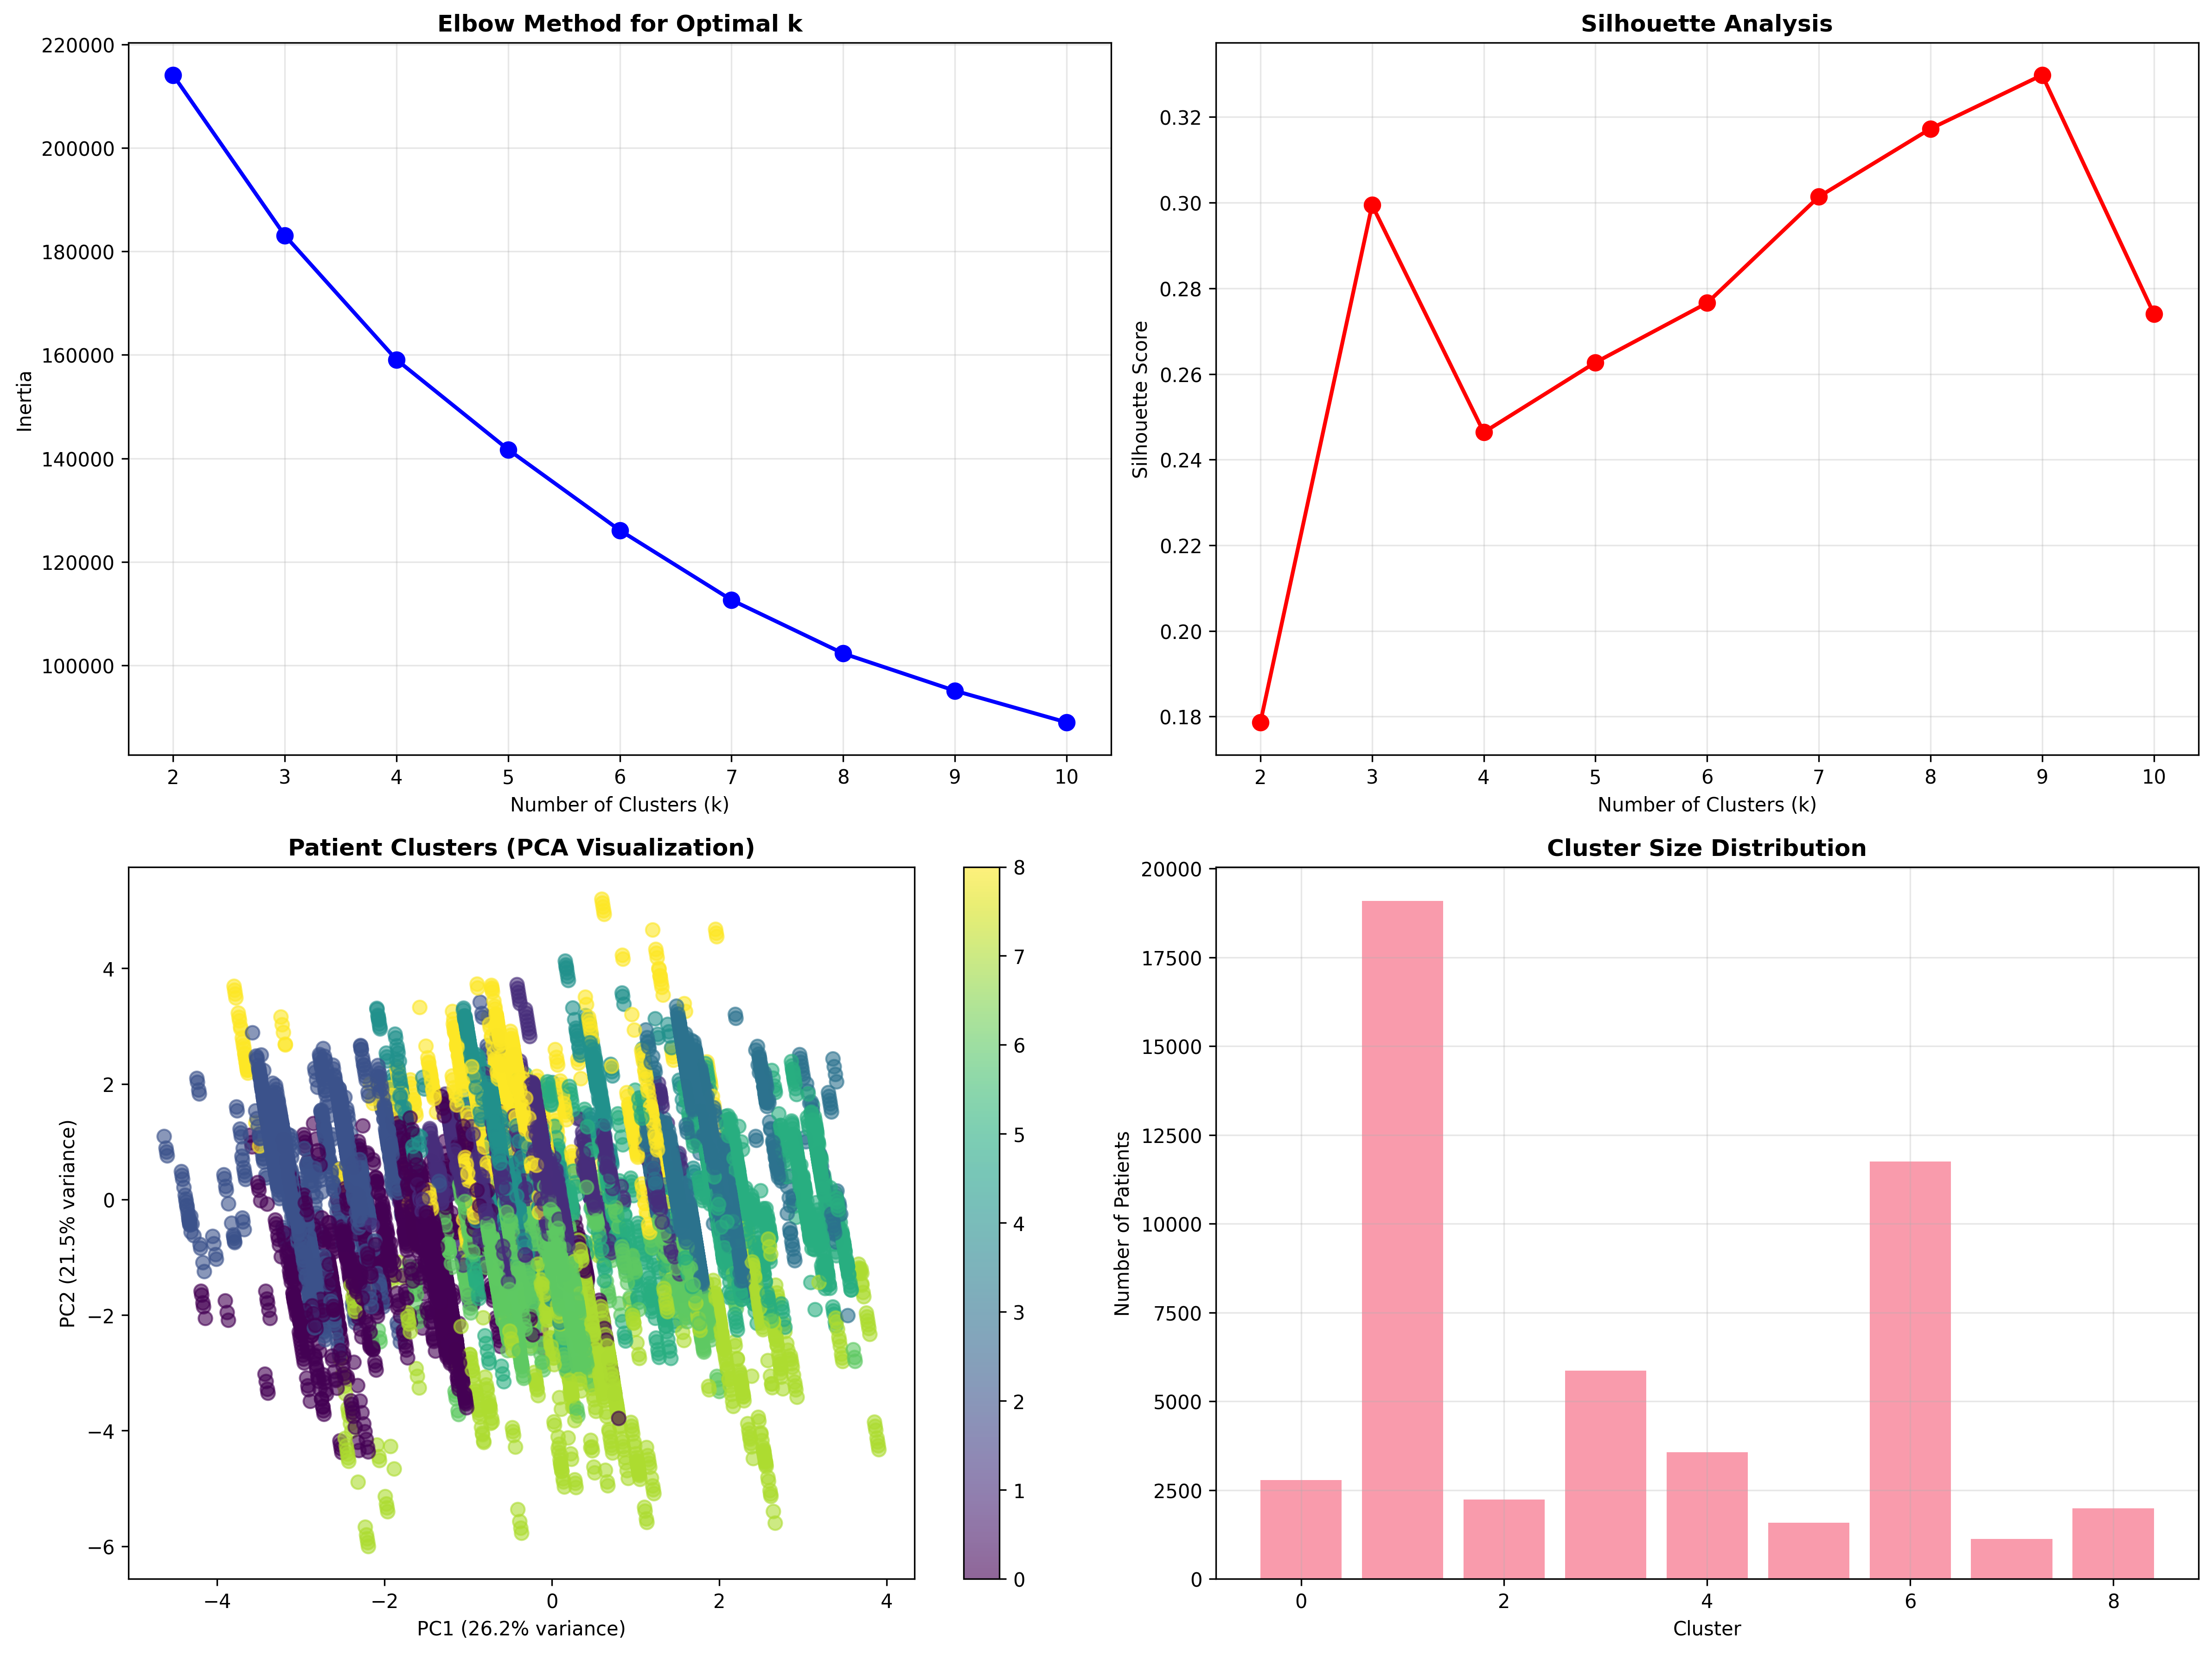 Elbow Method for Optimal k
220000
200000
180000
160000
140000
120000
100000
Inertia
2 3 4 5 6 7 8 9 10
Number of Clusters (k)
Silhouette Analysis
0.32
0.30
0.28
0.26
0.24
0.22
0.20
0.18
Silhouette Score
2 3 4 5 6 7 8 9 10
Number of Clusters (k)
Patient Clusters (PCA Visualization)
4
2
0
−2
−4
−6
PC2 (21.5% variance)
−4 −2 0 2 4
PC1 (26.2% variance)
8
7
6
5
4
3
2
1
0
Cluster Size Distribution
20000
17500
15000
12500
10000
7500
5000
2500
0
Number of Patients
0 2 4 6 8
Cluster